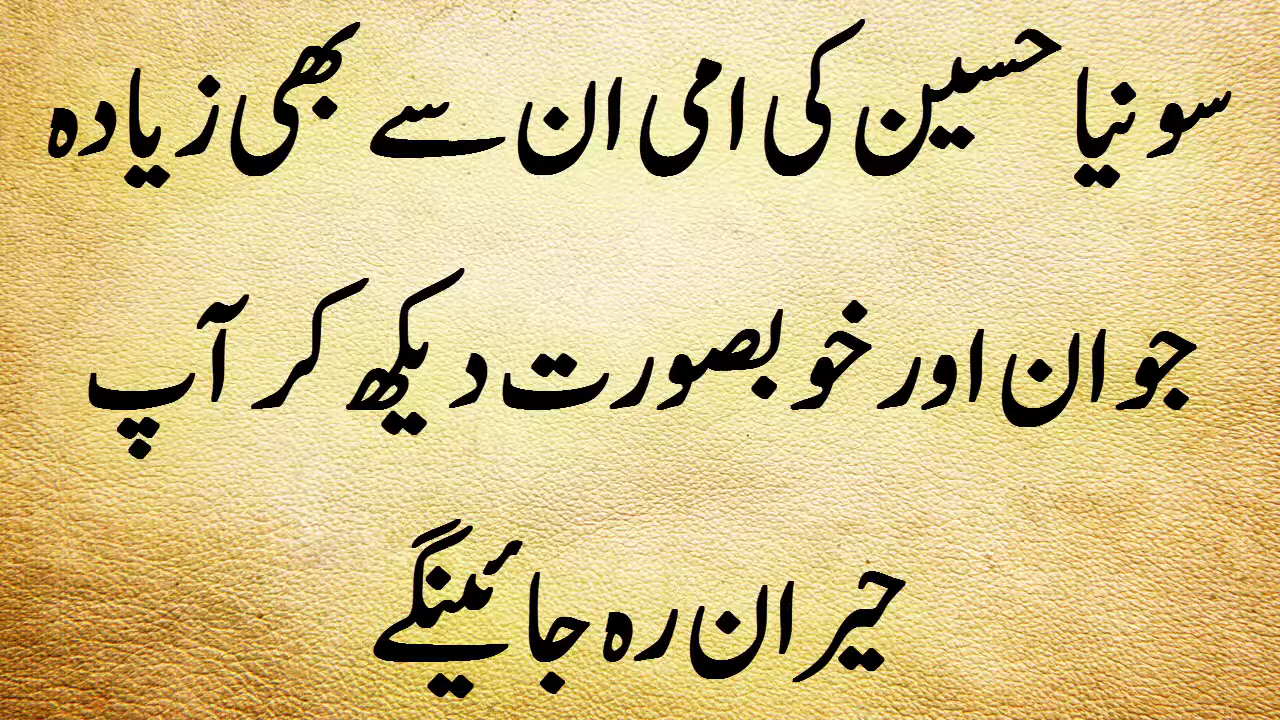 سونیا حسین کی امی ان سے بھی زیادہ
جوان اور خوبصورت دیکھ کر آپ
حیران رہ جائینگے